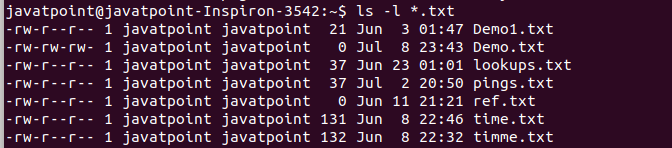 javatpoint@javatpoint-Inspiron-3542:~$ ls -l *.txt
-rw-r--r-- 1 javatpoint javatpoint  21 Jun  3 01:47 Demo1.txt
-rw-rw-rw- 1 javatpoint javatpoint   0 Jul  8 23:43 Demo.txt
-rw-r--r-- 1 javatpoint javatpoint  37 Jun 23 01:01 lookups.txt
-rw-r--r-- 1 javatpoint javatpoint  37 Jul  2 20:50 pings.txt
-rw-r--r-- 1 javatpoint javatpoint   0 Jun 11 21:21 ref.txt
-rw-r--r-- 1 javatpoint javatpoint 131 Jun  8 22:46 time.txt
-rw-r--r-- 1 javatpoint javatpoint 132 Jun  8 22:32 timme.txt